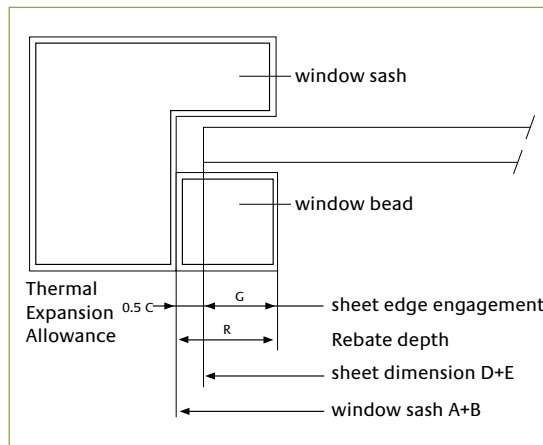 window sash
window bead
Thermal
Expansion
Allowance
0.5 C
G
sheet edge engagement
R
Rebate depth
sheet dimension D+E
window sash A+B